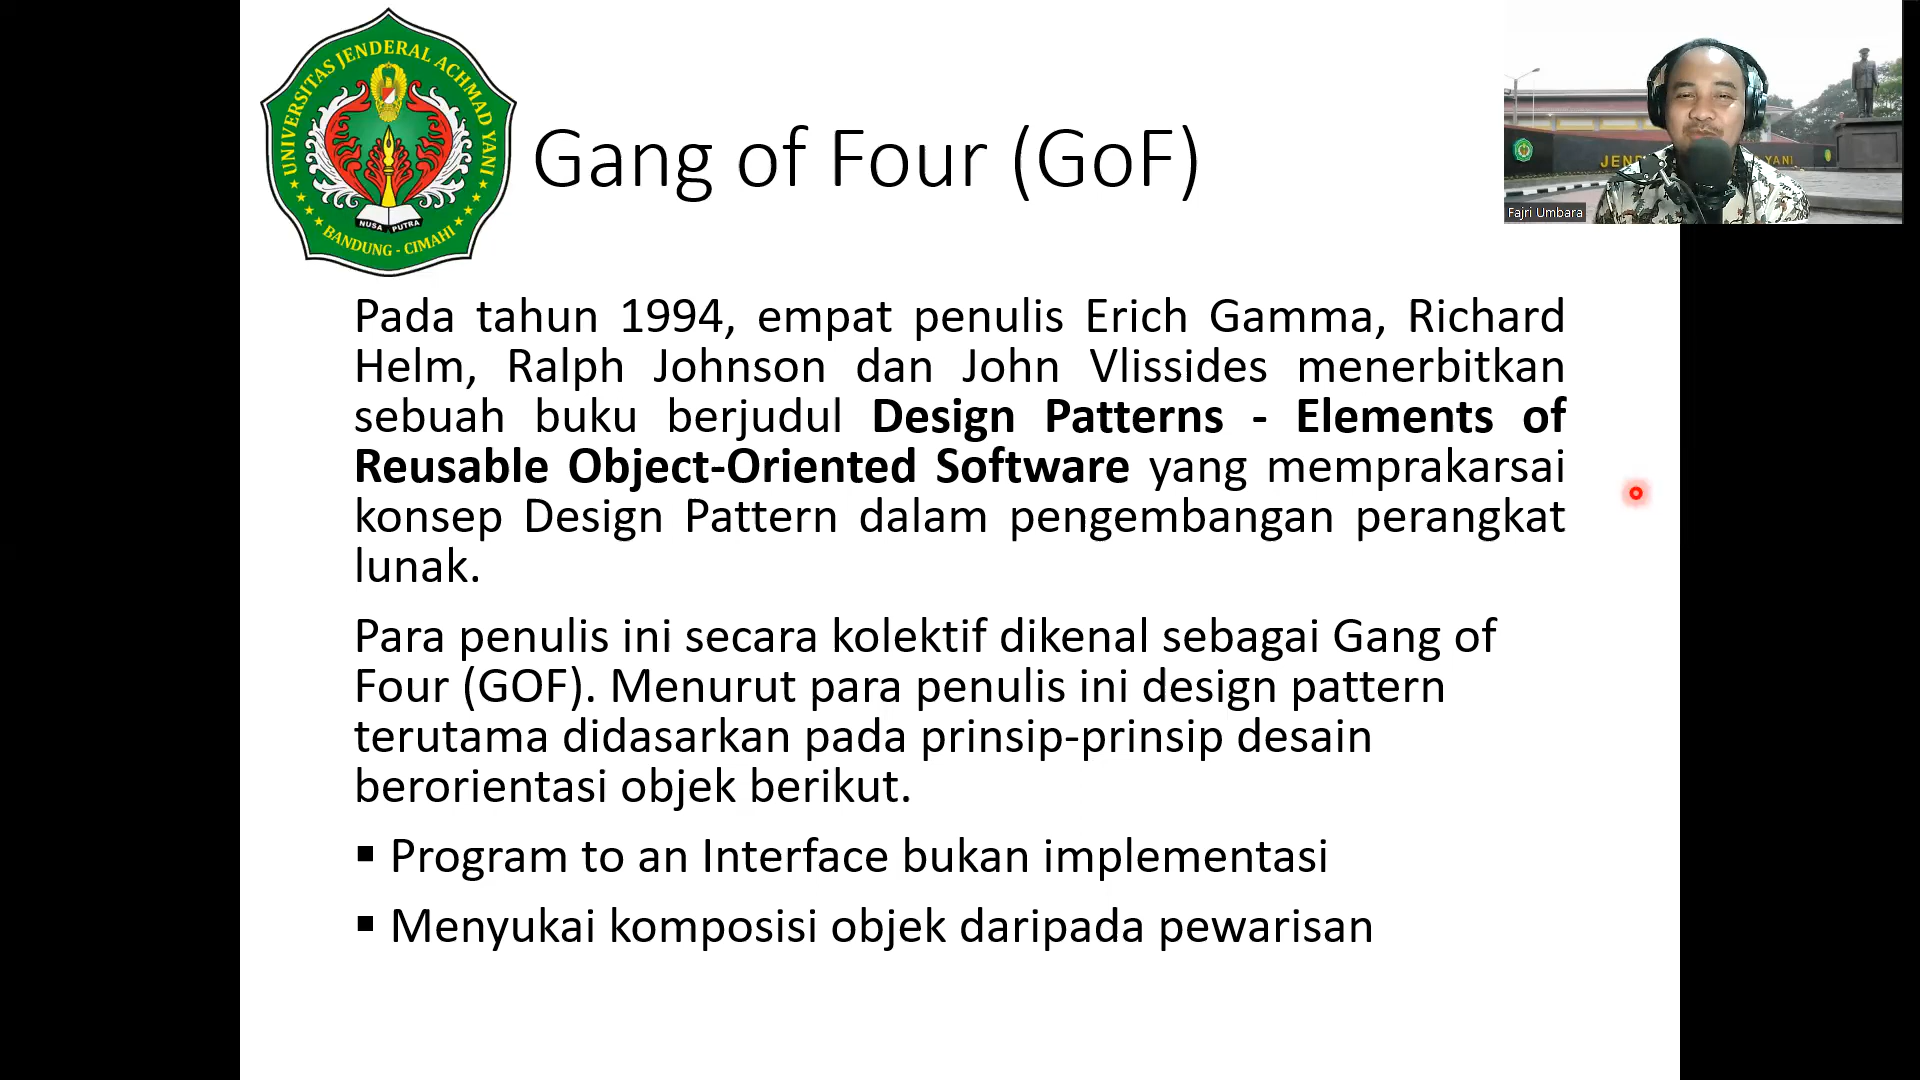 UNIVERSITAS JENDERAL ACHMAD YANI
NUSA PUTRA
BANDUNG - CIMAHI
Gang of Four (GoF)
JEN
YANI
Fajri Umbara
Pada tahun 1994, empat penulis Erich Gamma, Richard
Helm, Ralph Johnson dan John Vlissides menerbitkan
sebuah buku berjudul Design Patterns - Elements of
Reusable Object-Oriented Software yang memprakarsai
konsep Design Pattern dalam pengembangan perangkat
lunak.
Para penulis ini secara kolektif dikenal sebagai Gang of
Four (GOF). Menurut para penulis ini design pattern
terutama didasarkan pada prinsip-prinsip desain
berorientasi objek berikut.
▪ Program to an Interface bukan implementasi
▪ Menyukai komposisi objek daripada pewarisan